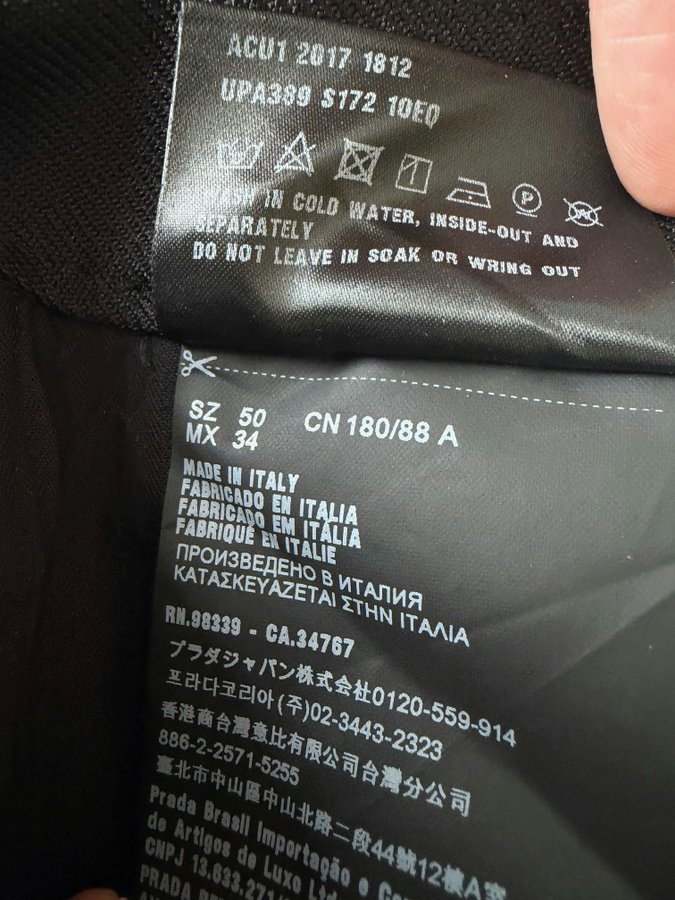 ACU1 2017 1812
UPA389 S172 10EQ
P
IN COLD WATER, INSIDE-OUT AND
SEPARATELY
DO NOT LEAVE IN SOAK OR WRING OUT
SZ 50 CN 180/88 A
MX 34
MADE IN ITALY
FABRICADO EN ITALIA
FABRICADO EM ITÁLIA
FABRIQUÉ EN ITALIE
ПРОИЗВЕДЕНО В ИТАЛИЯ
ΚΑΤΑΣΚΕΥΑΖΕΤΑΙ ΣΤΗΝ ΙΤΑΛΙΑ
RN.98339 - CA.34767
プラダジャパン株式会社0120-559-914
프라다코리아(주)02-3443-2323
香港商台灣意比有限公司台灣分公司
886-2-2571-5255
臺北市中山區中山北路二段44號12樓A室
Prada Brasil Importação e
de Artigos de Luxo Ltd
CNPJ 13.633.271/
PRADA